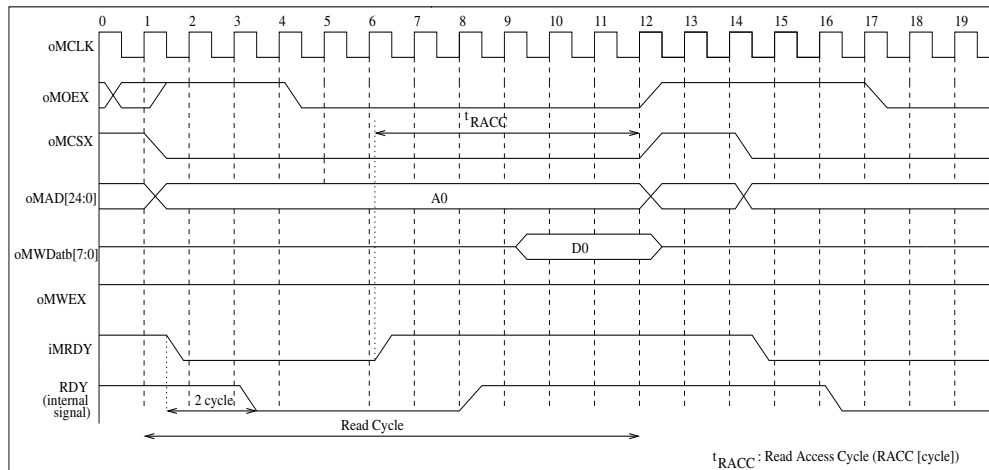 0 1 2 3 4 5 6 7 8 9 10 11 12 13 14 15 16 17 18 19
oMCLK
oMOEX
tRACC
oMCSX
oMAD[24:0]
A0
oMWDatb[7:0]
D0
oMWEX
iMRDY
RDY
(internal
signal)
2 cycle
Read Cycle
tRACC : Read Access Cycle (RACC [cycle])